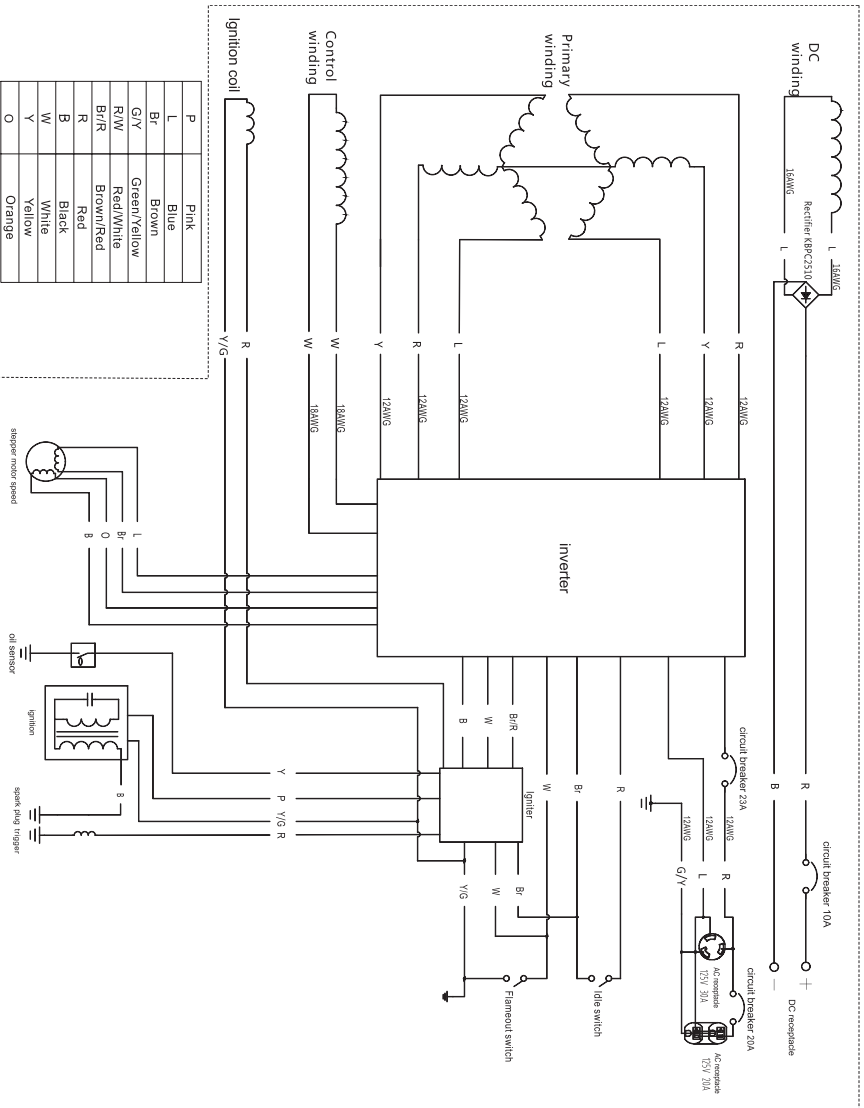 DC
winding
16AWG
L
Rectifier KBPC2510
L
16AWG
R
B
circuit breaker 10A
+
—
DC receptacle
Primary
winding
R
12AWG
Y
12AWG
L
12AWG
L
12AWG
R
12AWG
Y
12AWG
Control
winding
W
18AWG
W
18AWG
Ignition coil
R
Y/G
inverter
circuit breaker 23A
12AWG
R
12AWG
L
12AWG
G/Y
AC receptacle
125V 30A
circuit breaker 20A
AC receptacle
125V 20A
R
Br
W
Idle switch
Flameout switch
Br/R
W
B
Igniter
Br
W
Y/G
stepper motor speed
L
Br
O
B
oil sensor
ignition
B
spark plug trigger
Y
P
Y/G
R
P Pink
L Blue
Br Brown
G/Y Green/Yellow
R/W Red/White
Br/R Brown/Red
R Red
B Black
W White
Y Yellow
O Orange